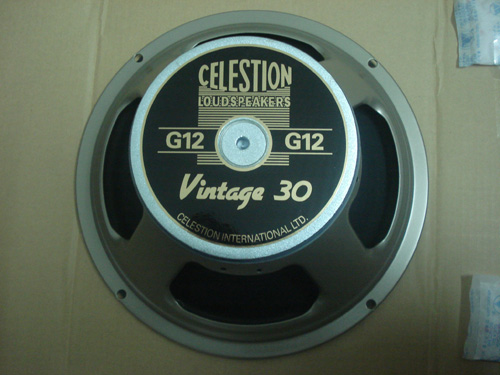 CELESTION
LOUDSPEAKERS
G12 G12
Vintage 30
CELESTION INTERNATIONAL LTD.